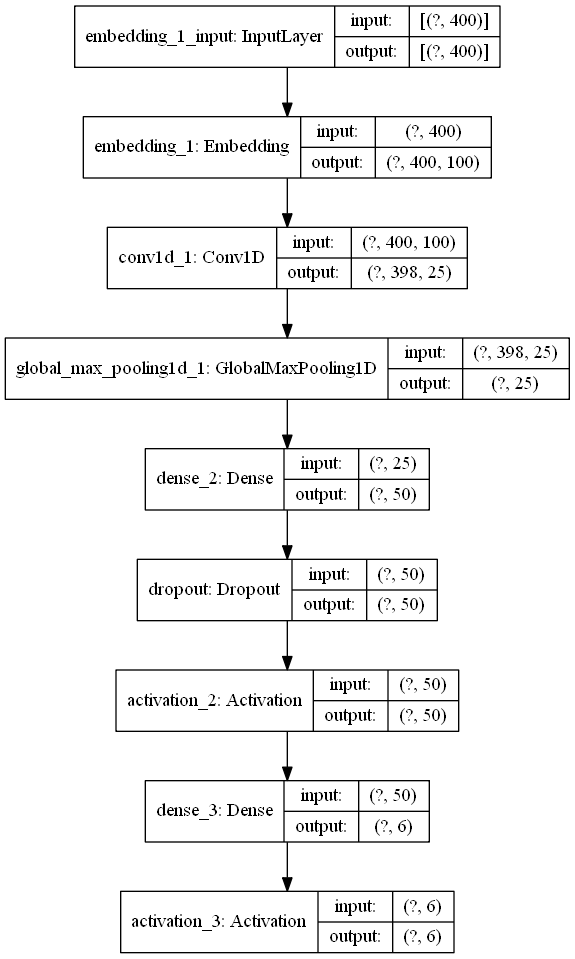 embedding_1_input: InputLayer
input:
[(?, 400)]
output:
[(?, 400)]
embedding_1: Embedding
input:
(?, 400)
output:
(?, 400, 100)
conv1d_1: Conv1D
input:
(?, 400, 100)
output:
(?, 398, 25)
global_max_pooling1d_1: GlobalMaxPooling1D
input:
(?, 398, 25)
output:
(?, 25)
dense_2: Dense
input:
(?, 25)
output:
(?, 50)
dropout: Dropout
input:
(?, 50)
output:
(?, 50)
activation_2: Activation
input:
(?, 50)
output:
(?, 50)
dense_3: Dense
input:
(?, 50)
output:
(?, 6)
activation_3: Activation
input:
(?, 6)
output:
(?, 6)